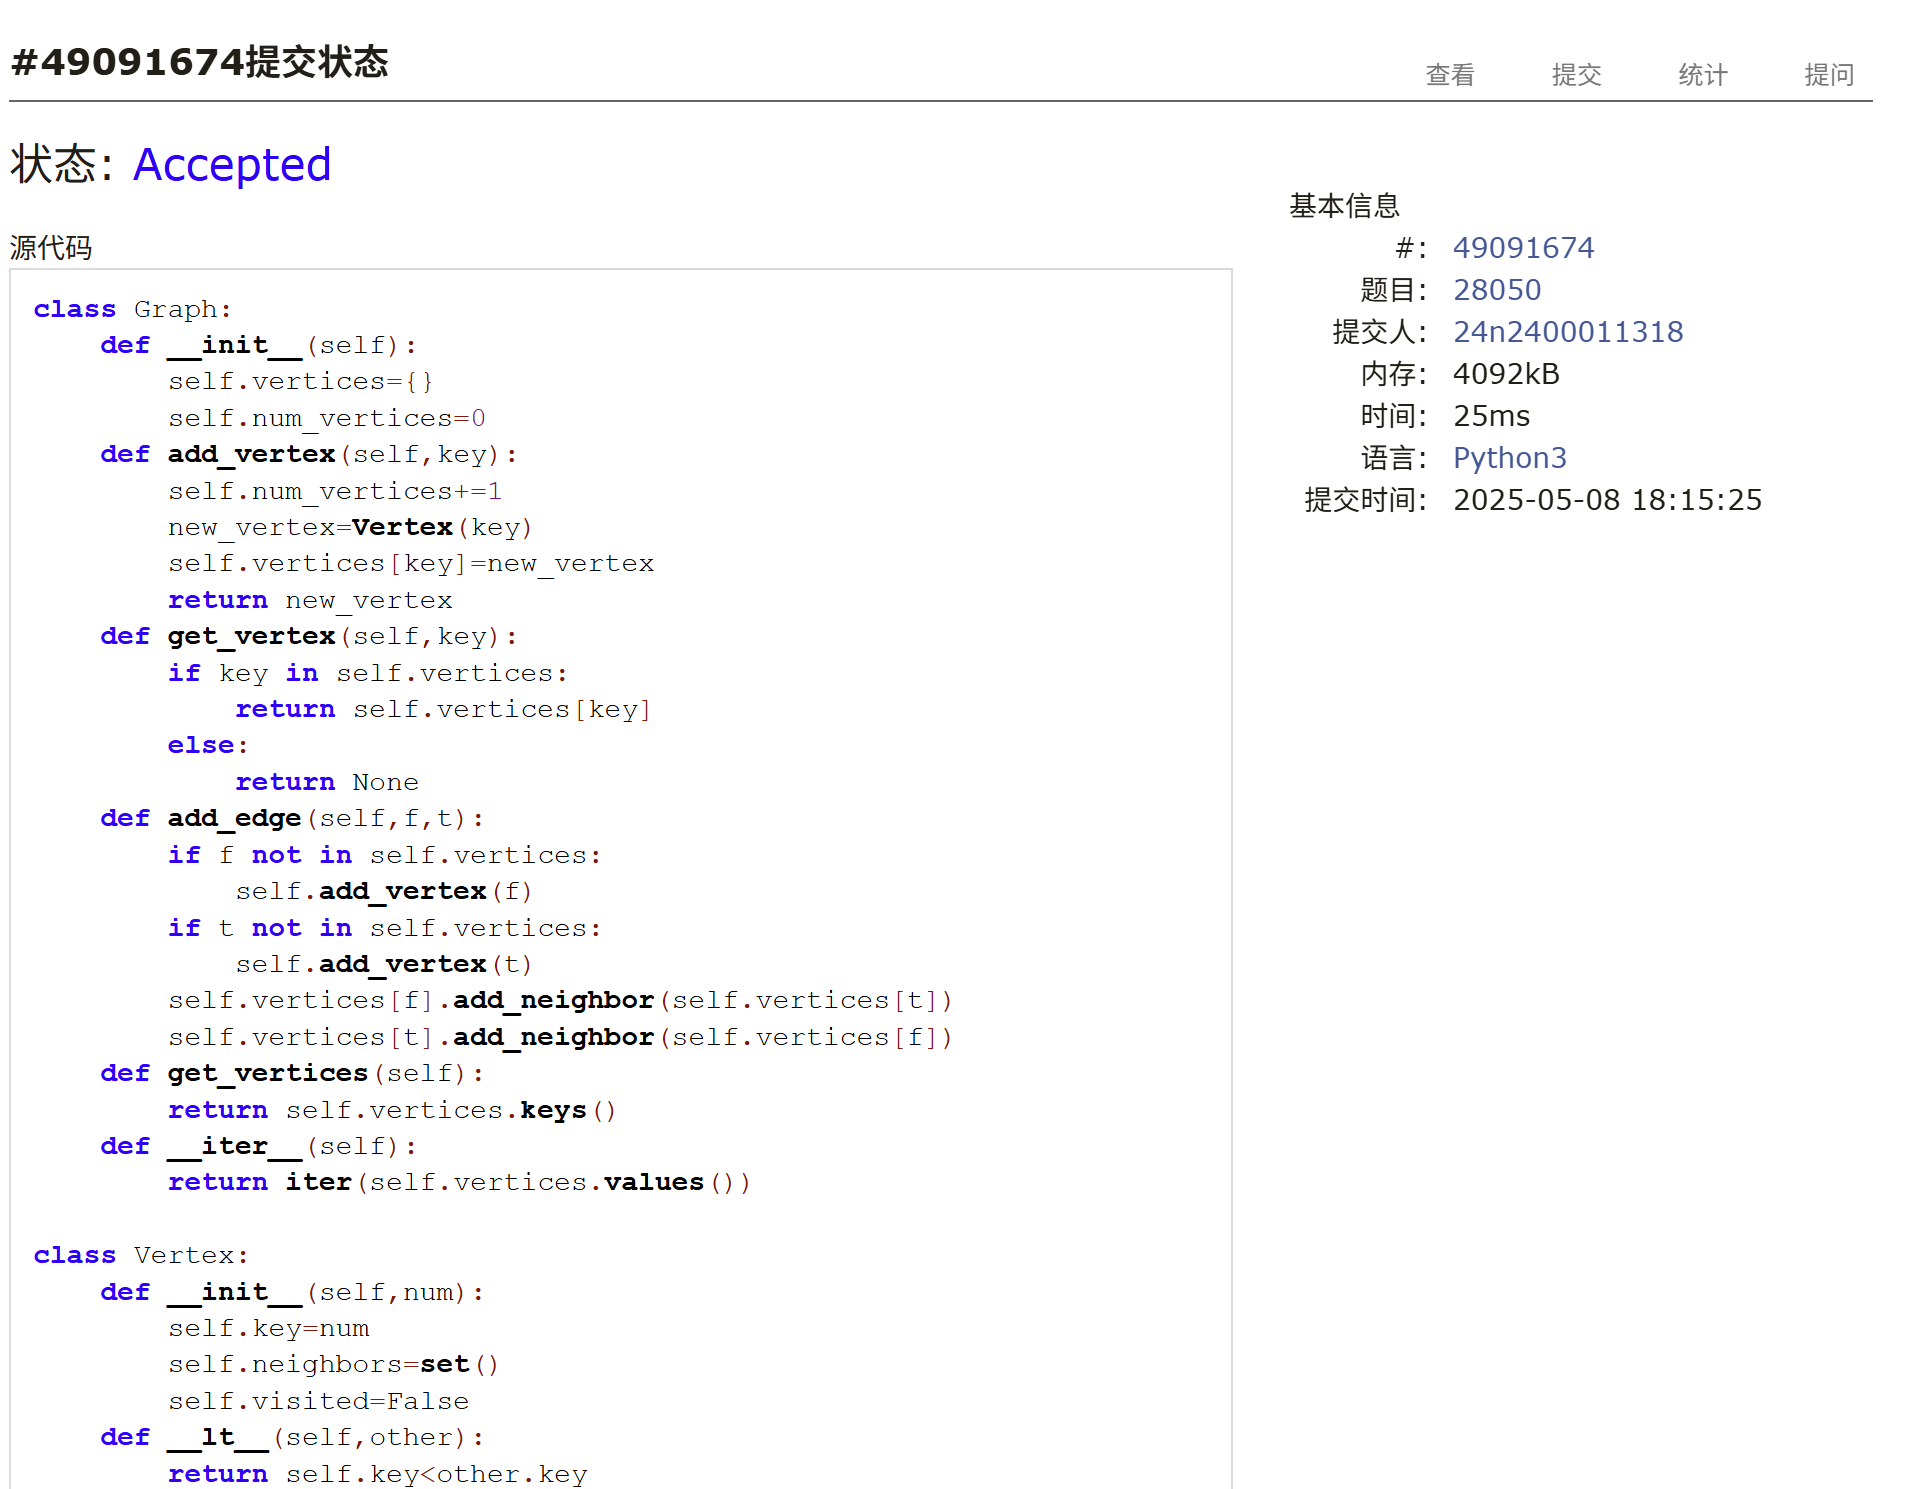 #49091674提交状态
查看 提交 统计 提问
状态: Accepted
源代码
class Graph:
    def __init__(self):
        self.vertices={}
        self.num_vertices=0
    def add_vertex(self,key):
        self.num_vertices+=1
        new_vertex=Vertex(key)
        self.vertices[key]=new_vertex
        return new_vertex
    def get_vertex(self,key):
        if key in self.vertices:
            return self.vertices[key]
        else:
            return None
    def add_edge(self,f,t):
        if f not in self.vertices:
            self.add_vertex(f)
        if t not in self.vertices:
            self.add_vertex(t)
        self.vertices[f].add_neighbor(self.vertices[t])
        self.vertices[t].add_neighbor(self.vertices[f])
    def get_vertices(self):
        return self.vertices.keys()
    def __iter__(self):
        return iter(self.vertices.values())

class Vertex:
    def __init__(self,num):
        self.key=num
        self.neighbors=set()
        self.visited=False
    def __lt__(self,other):
        return self.key<other.key
基本信息
#: 49091674
题目: 28050
提交人: 24n2400011318
内存: 4092kB
时间: 25ms
语言: Python3
提交时间: 2025-05-08 18:15:25